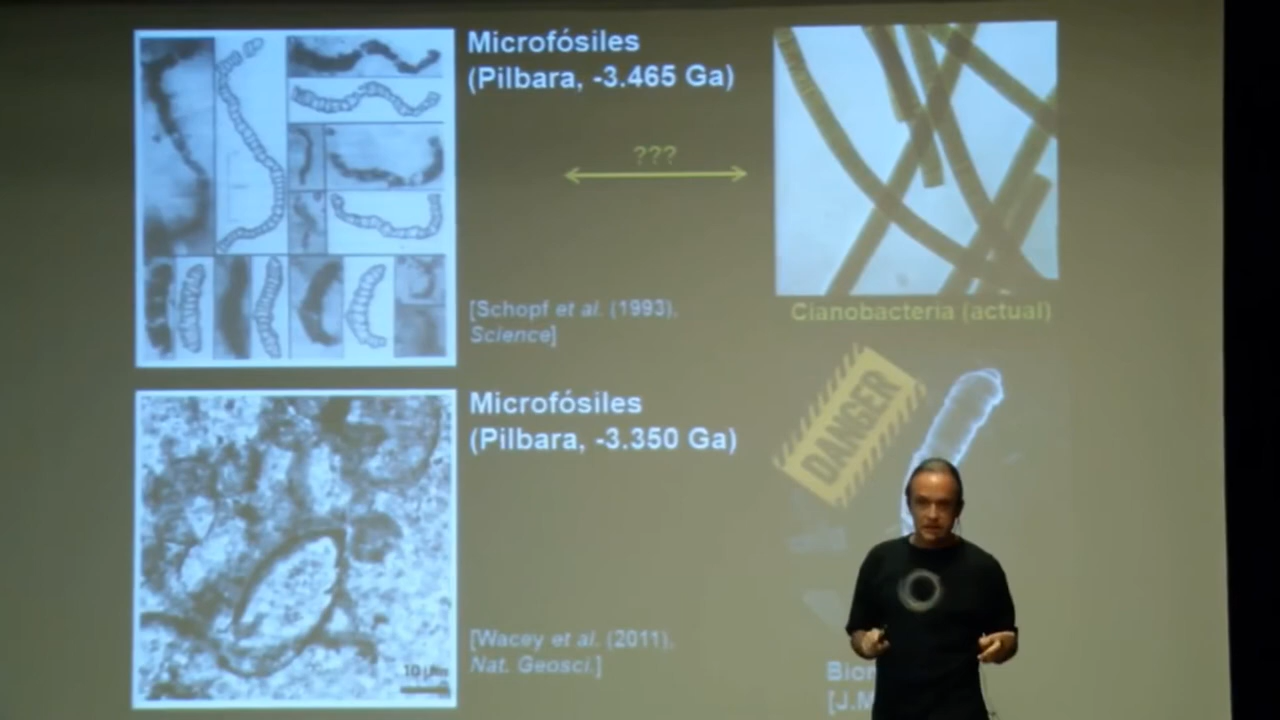 Microfósiles
(Pilbara, -3.465 Ga)
???
[Schopf et al. (1993),
Science]
Cianobacteria (actual)
DANGER
Microfósiles
(Pilbara, -3.350 Ga)
10 µm
[Wacey et al. (2011),
Nat. Geosci.]
[J.M